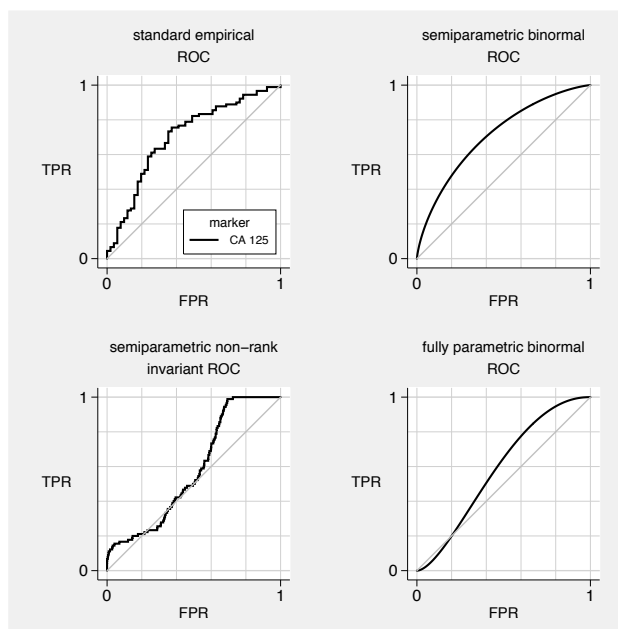 standard empirical
ROC
1
TPR
0
marker
CA 125
0
1
FPR
semiparametric binormal
ROC
1
TPR
0
0
1
FPR
semiparametric non−rank
invariant ROC
1
TPR
0
0
1
FPR
fully parametric binormal
ROC
1
TPR
0
0
1
FPR